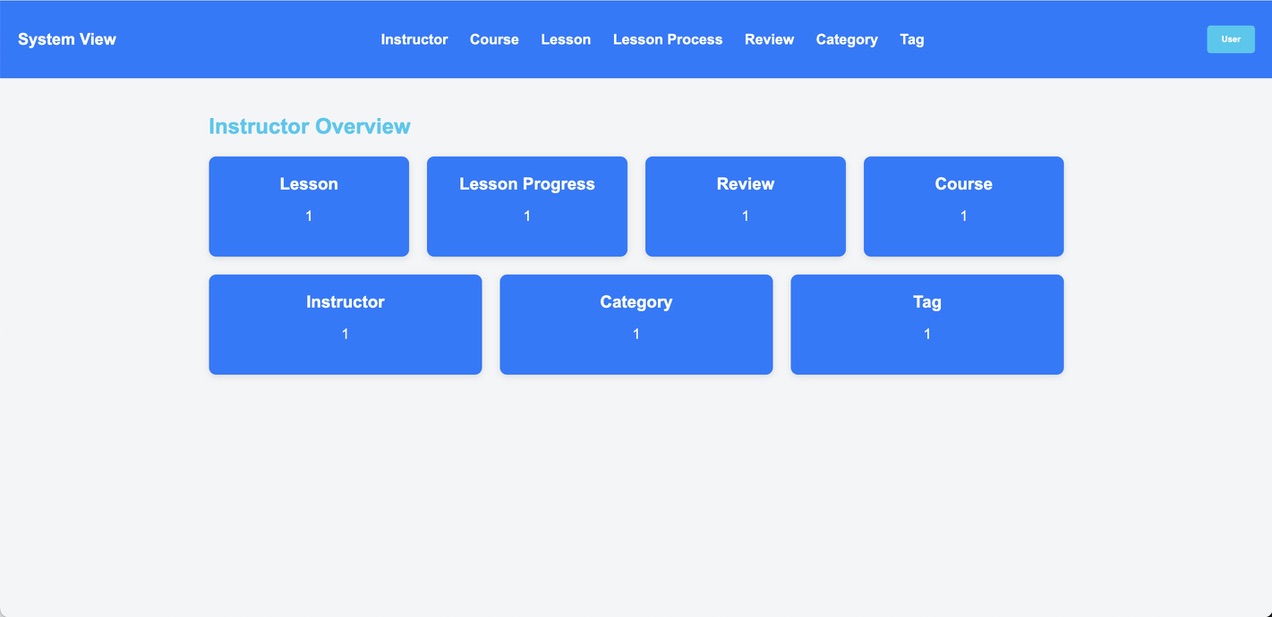 System View
Instructor Course Lesson Lesson Process Review Category Tag
User
Instructor Overview
Lesson
1
Lesson Progress
1
Review
1
Course
1
Instructor
1
Category
1
Tag
1